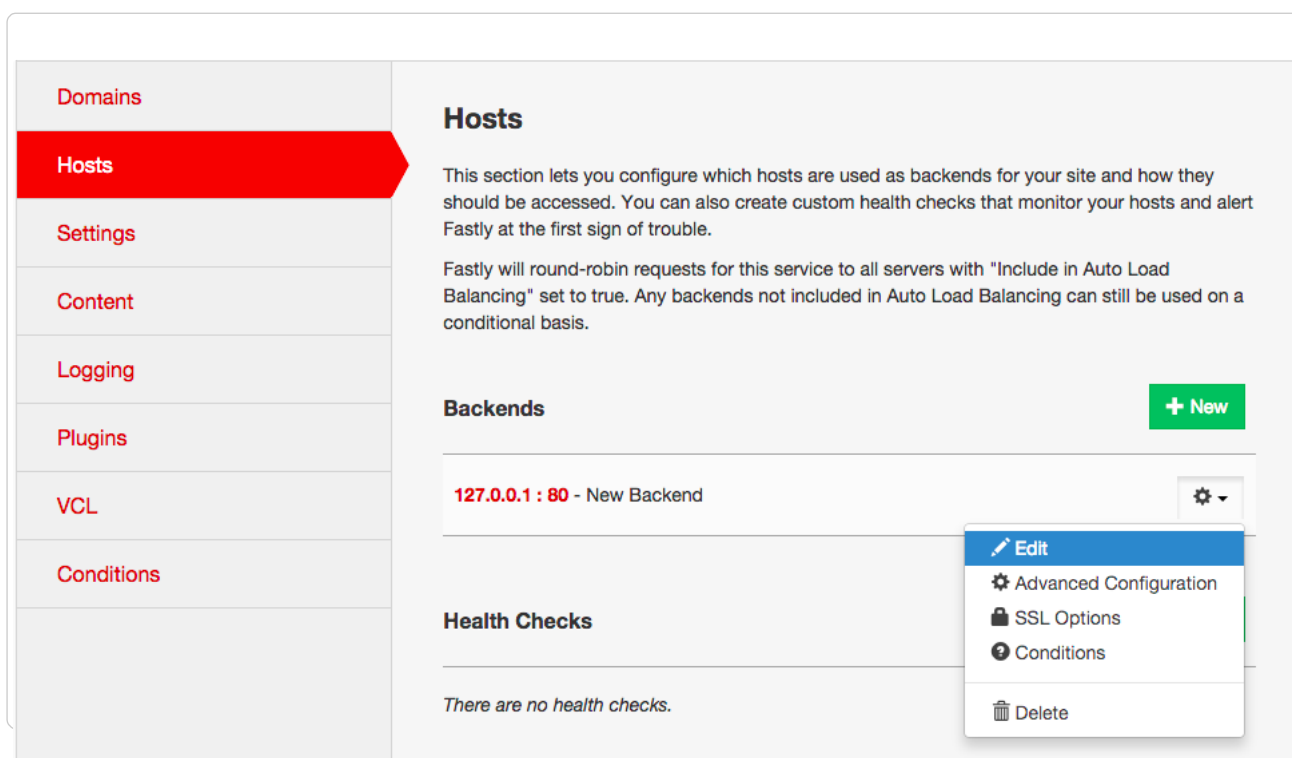 Domains
Hosts
Settings
Content
Logging
Plugins
VCL
Conditions
Hosts
This section lets you configure which hosts are used as backends for your site and how they
should be accessed. You can also create custom health checks that monitor your hosts and alert
Fastly at the first sign of trouble.
Fastly will round-robin requests for this service to all servers with "Include in Auto Load
Balancing" set to true. Any backends not included in Auto Load Balancing can still be used on a
conditional basis.
Backends
New
127.0.0.1 : 80 - New Backend
Edit
Advanced Configuration
SSL Options
Conditions
Delete
Health Checks
There are no health checks.